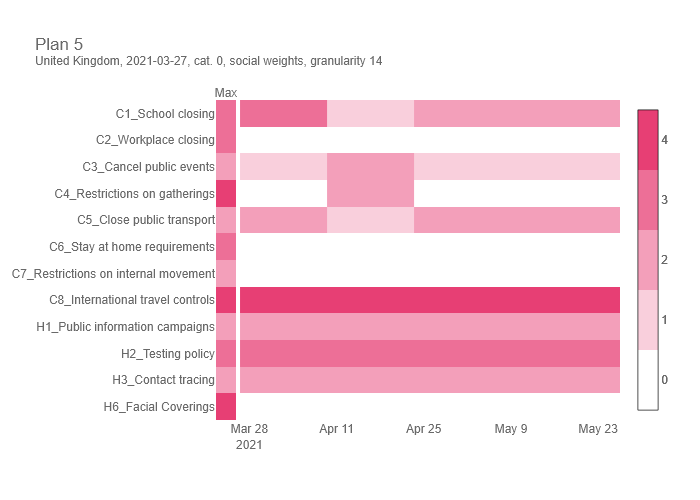 Plan 5
United Kingdom, 2021-03-27, cat. 0, social weights, granularity 14
Max
C1_School closing
C2_Workplace closing
C3_Cancel public events
C4_Restrictions on gatherings
C5_Close public transport
C6_Stay at home requirements
C7_Restrictions on internal movement
C8_International travel controls
H1_Public information campaigns
H2_Testing policy
H3_Contact tracing
H6_Facial Coverings
Mar 28 Apr 11 Apr 25 May 9 May 23
2021
4
3
2
1
0